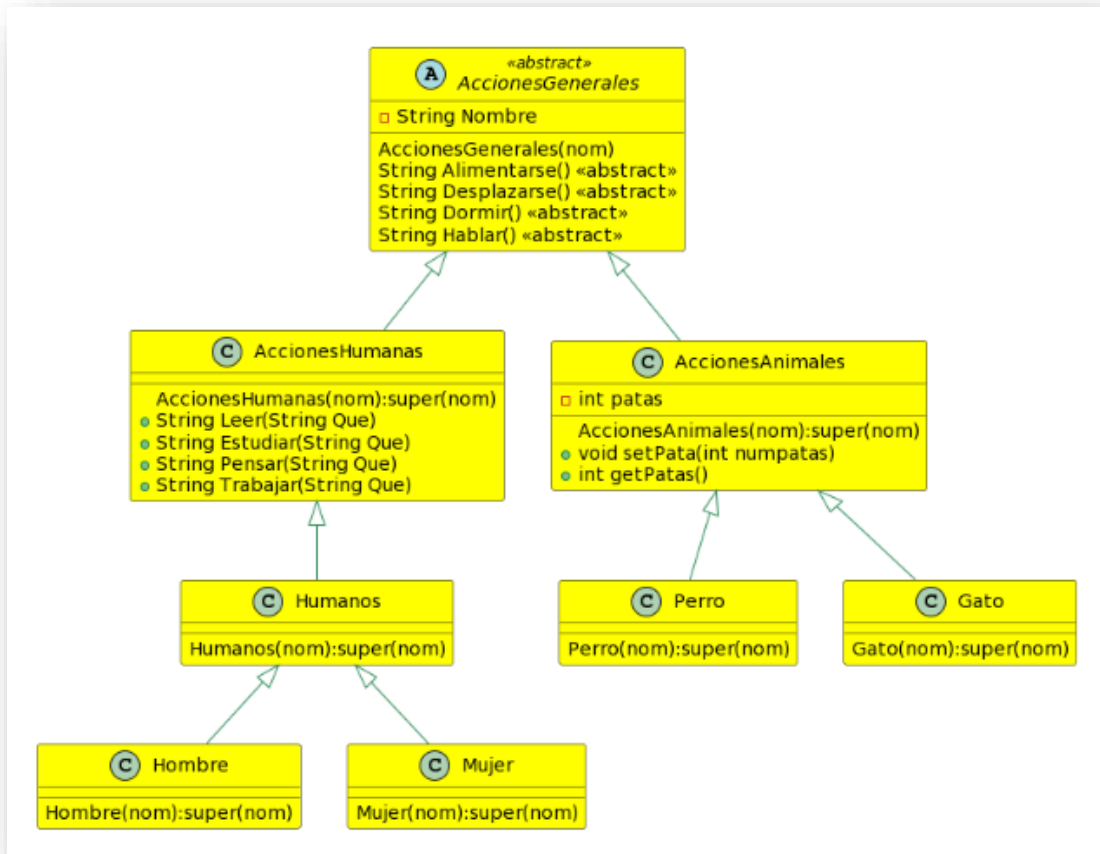 «abstract»
A AccionesGenerales
String Nombre
AccionesGenerales(nom)
String Alimentarse() «abstract»
String Desplazarse() «abstract»
String Dormir() «abstract»
String Hablar() «abstract»
C AccionesHumanas
AccionesHumanas(nom):super(nom)
String Leer(String Que)
String Estudiar(String Que)
String Pensar(String Que)
String Trabajar(String Que)
C AccionesAnimales
int patas
AccionesAnimales(nom):super(nom)
void setPata(int numpatas)
int getPatas()
C Humanos
Humanos(nom):super(nom)
C Perro
Perro(nom):super(nom)
C Gato
Gato(nom):super(nom)
C Hombre
Hombre(nom):super(nom)
C Mujer
Mujer(nom):super(nom)